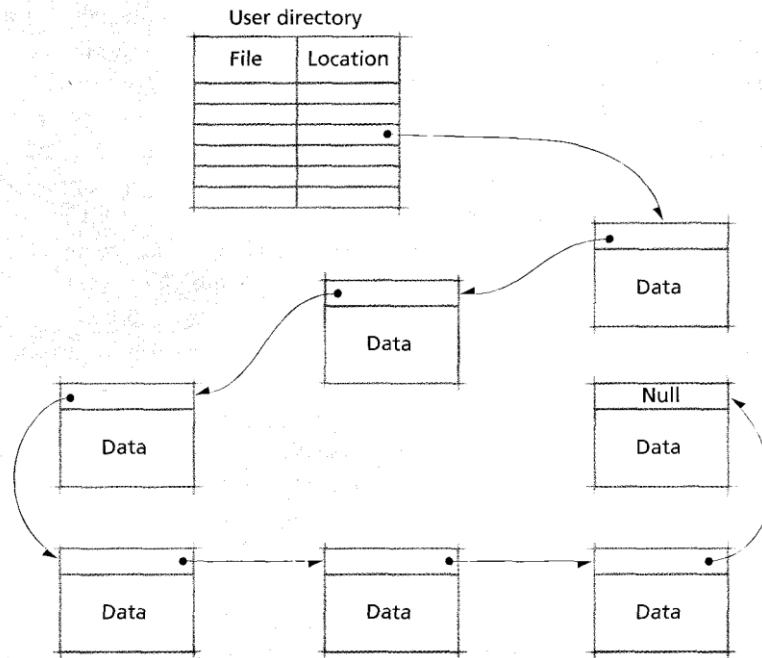 User directory
File Location
Data
Data
Data
Null
Data
Data
Data
Data